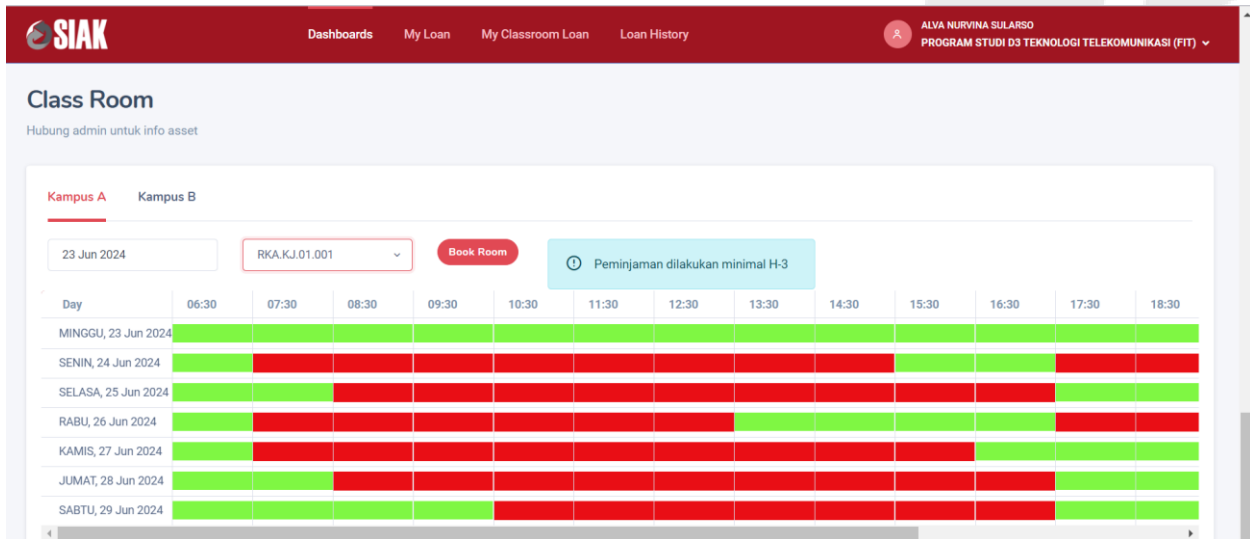 SIAK
Dashboards My Loan My Classroom Loan Loan History
ALVA NURVINA SULARSO
PROGRAM STUDI D3 TEKNOLOGI TELEKOMUNIKASI (FIT)
Class Room
Hubung admin untuk info asset
Kampus A Kampus B
23 Jun 2024 RKA.KJ.01.001 Book Room Peminjaman dilakukan minimal H-3
Day 06:30 07:30 08:30 09:30 10:30 11:30 12:30 13:30 14:30 15:30 16:30 17:30 18:30
MINGGU, 23 Jun 2024
SENIN, 24 Jun 2024
SELASA, 25 Jun 2024
RABU, 26 Jun 2024
KAMIS, 27 Jun 2024
JUMAT, 28 Jun 2024
SABTU, 29 Jun 2024